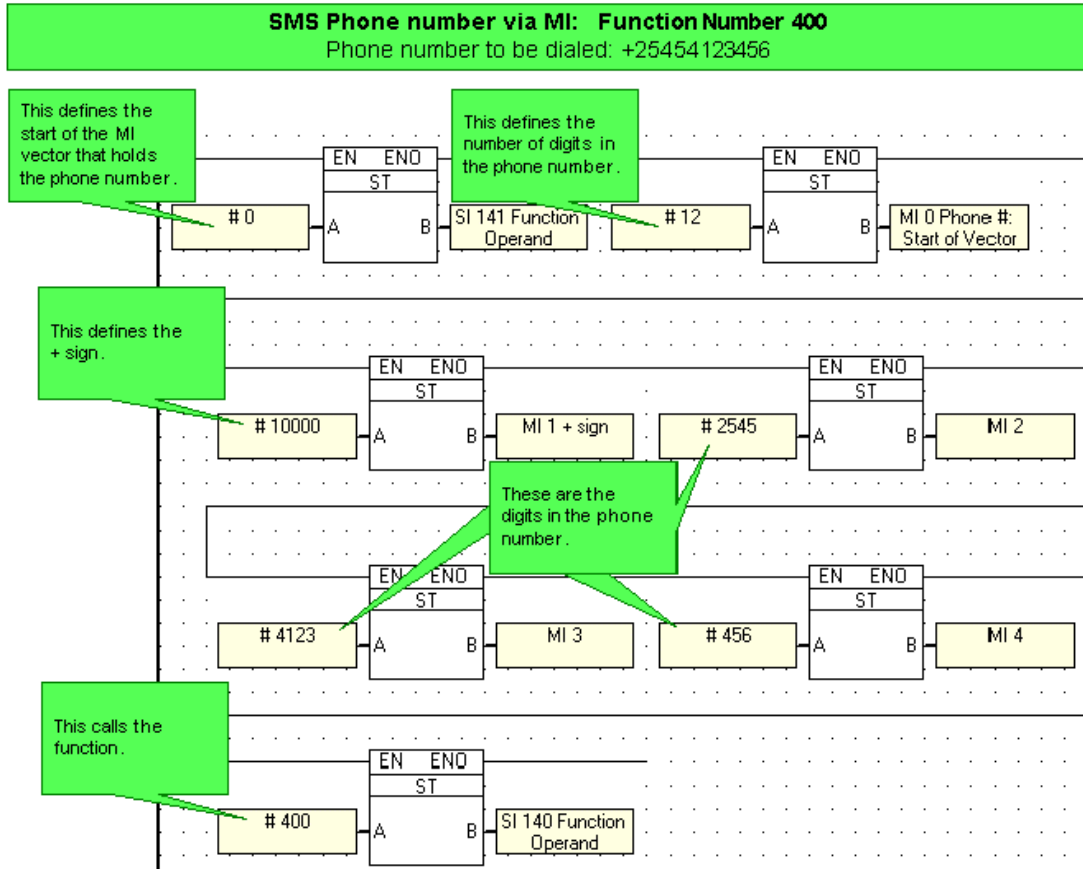 SMS Phone number via MI: Function Number 400
Phone number to be dialed: +25454123456
This defines the
start of the MI
vector that holds
the phone number.
This defines the
number of digits in
the phone number.
EN ENO
ST
# 0
A
B
SI 141 Function
Operand
EN ENO
ST
# 12
A
B
MI 0 Phone #:
Start of Vector
This defines the
+ sign.
EN ENO
ST
# 10000
A
B
MI 1 + sign
EN ENO
ST
# 2545
A
B
MI 2
These are the
digits in the phone
number.
EN ENO
ST
# 4123
A
B
MI 3
EN ENO
ST
# 456
A
B
MI 4
This calls the
function.
EN ENO
ST
# 400
A
B
SI 140 Function
Operand